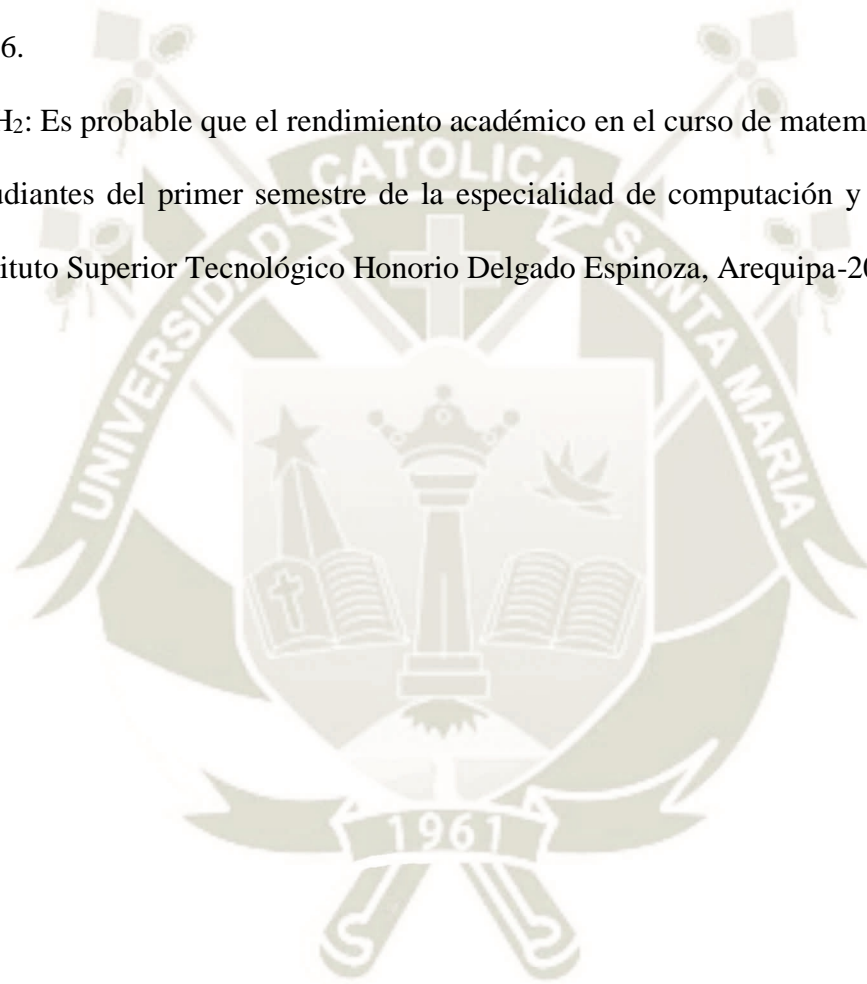 6.
H₂: Es probable que el rendimiento académico en el curso de matem
udiantes del primer semestre de la especialidad de computación y
ituto Superior Tecnológico Honorio Delgado Espinoza, Arequipa-20
UNIVERSIDAD CATOLICA SANTA MARIA
1961